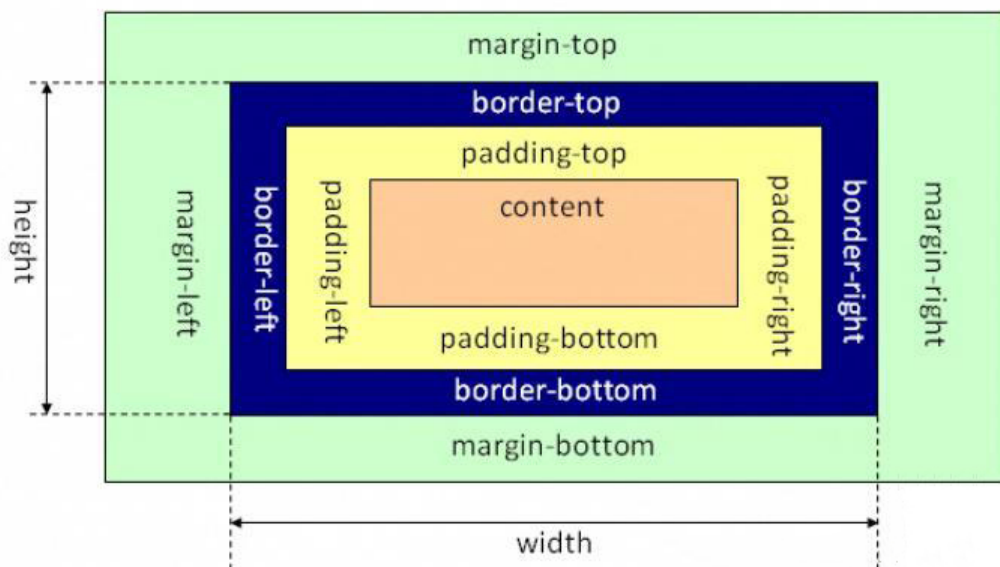 margin-top
border-top
padding-top
content
height
margin-left
border-left
padding-left
padding-right
border-right
margin-right
padding-bottom
border-bottom
margin-bottom
width